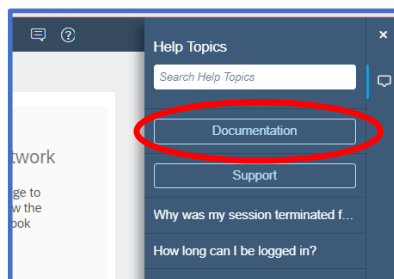 Help Topics
Search Help Topics
Documentation
Support
Why was my session terminated f...
How long can I be logged in?
ge to
w the
ook